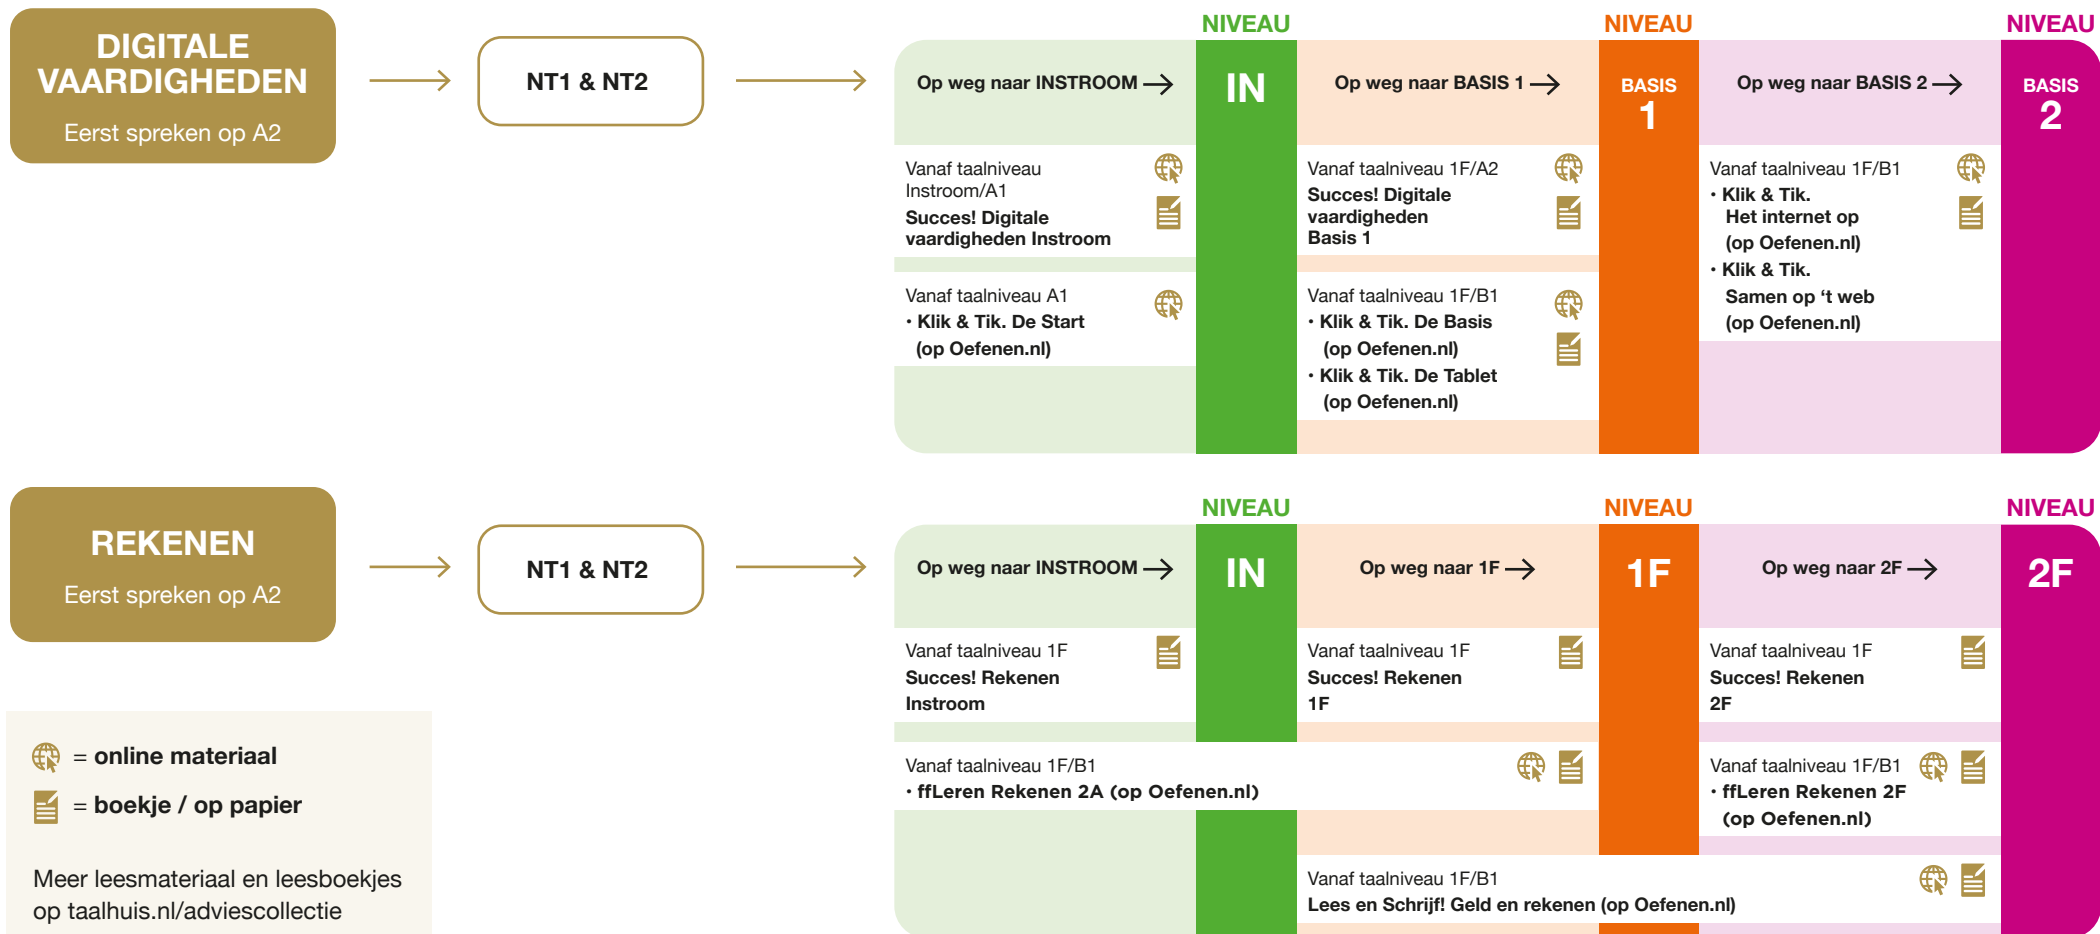 DIGITALE
VAARDIGHEDEN
Eerst spreken op A2
NT1 & NT2
NIVEAU
NIVEAU
NIVEAU
Op weg naar INSTROOM
IN
Op weg naar BASIS 1
BASIS
1
Op weg naar BASIS 2
BASIS
2
Vanaf taalniveau
Instroom/A1
Succes! Digitale
vaardigheden Instroom
Vanaf taalniveau A1
• Klik & Tik. De Start
(op Oefenen.nl)
Vanaf taalniveau 1F/A2
Succes! Digitale
vaardigheden
Basis 1
Vanaf taalniveau 1F/B1
• Klik & Tik. De Basis
(op Oefenen.nl)
• Klik & Tik. De Tablet
(op Oefenen.nl)
Vanaf taalniveau 1F/B1
• Klik & Tik.
Het internet op
(op Oefenen.nl)
• Klik & Tik.
Samen op ‘t web
(op Oefenen.nl)
REKENEN
Eerst spreken op A2
NT1 & NT2
NIVEAU
NIVEAU
NIVEAU
Op weg naar INSTROOM
IN
Op weg naar 1F
1F
Op weg naar 2F
2F
Vanaf taalniveau 1F
Succes! Rekenen
Instroom
Vanaf taalniveau 1F
Succes! Rekenen
1F
Vanaf taalniveau 1F
Succes! Rekenen
2F
Vanaf taalniveau 1F/B1
• ffLeren Rekenen 2A (op Oefenen.nl)
Vanaf taalniveau 1F/B1
• ffLeren Rekenen 2F
(op Oefenen.nl)
Vanaf taalniveau 1F/B1
Lees en Schrijf! Geld en rekenen (op Oefenen.nl)
= online materiaal
= boekje / op papier
Meer leesmateriaal en leesboekjes
op taalhuis.nl/adviescollectie